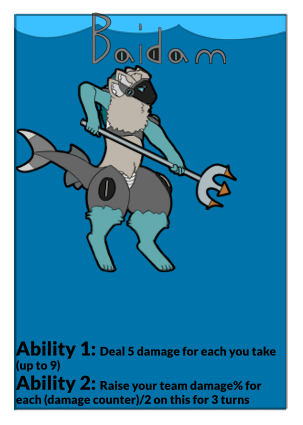 Baidam
Ability 1: Deal 5 damage for each you take
(up to 9)
Ability 2: Raise your team damage% for
each (damage counter)/2 on this for 3 turns